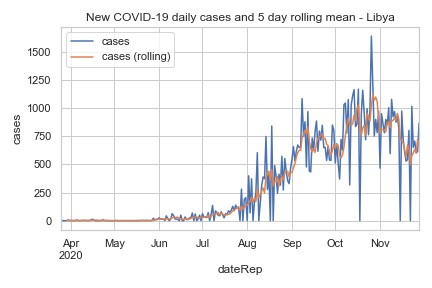 New COVID-19 daily cases and 5 day rolling mean - Libya
cases
cases (rolling)
1500
1250
1000
750
500
250
0
cases
Apr May Jun Jul Aug Sep Oct Nov
2020
dateRep